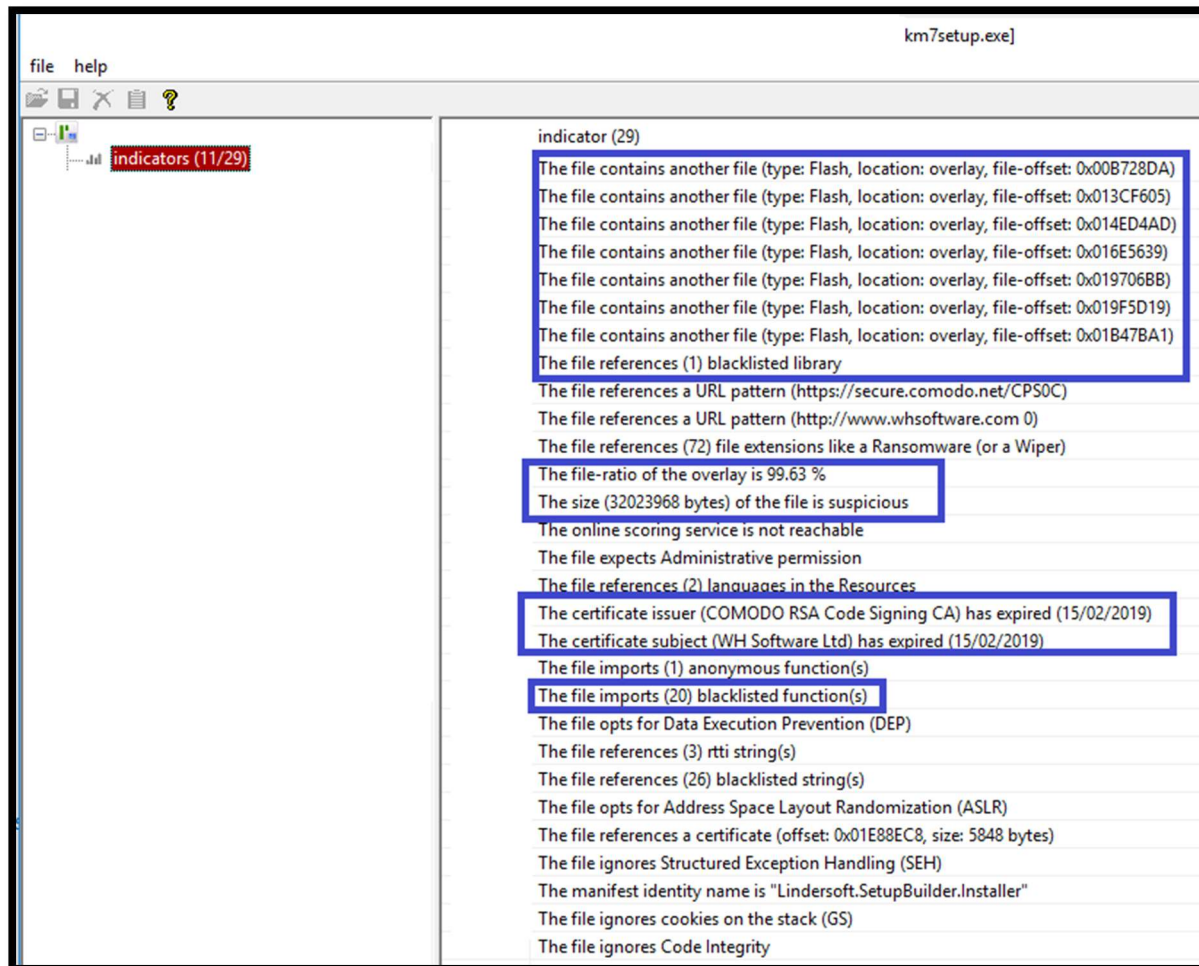 km7setup.exe]
file help
indicators (11/29)
indicator (29)
The file contains another file (type: Flash, location: overlay, file-offset: 0x00B728DA)
The file contains another file (type: Flash, location: overlay, file-offset: 0x013CF605)
The file contains another file (type: Flash, location: overlay, file-offset: 0x014ED4AD)
The file contains another file (type: Flash, location: overlay, file-offset: 0x016E5639)
The file contains another file (type: Flash, location: overlay, file-offset: 0x019706BB)
The file contains another file (type: Flash, location: overlay, file-offset: 0x019F5D19)
The file contains another file (type: Flash, location: overlay, file-offset: 0x01B47BA1)
The file references (1) blacklisted library
The file references a URL pattern (https://secure.comodo.net/CPS0C)
The file references a URL pattern (http://www.whsoftware.com 0)
The file references (72) file extensions like a Ransomware (or a Wiper)
The file-ratio of the overlay is 99.63 %
The size (32023968 bytes) of the file is suspicious
The online scoring service is not reachable
The file expects Administrative permission
The file references (2) languages in the Resources
The certificate issuer (COMODO RSA Code Signing CA) has expired (15/02/2019)
The certificate subject (WH Software Ltd) has expired (15/02/2019)
The file imports (1) anonymous function(s)
The file imports (20) blacklisted function(s)
The file opts for Data Execution Prevention (DEP)
The file references (3) rtti string(s)
The file references (26) blacklisted string(s)
The file opts for Address Space Layout Randomization (ASLR)
The file references a certificate (offset: 0x01E88EC8, size: 5848 bytes)
The file ignores Structured Exception Handling (SEH)
The manifest identity name is "Lindersoft.SetupBuilder.Installer"
The file ignores cookies on the stack (GS)
The file ignores Code Integrity